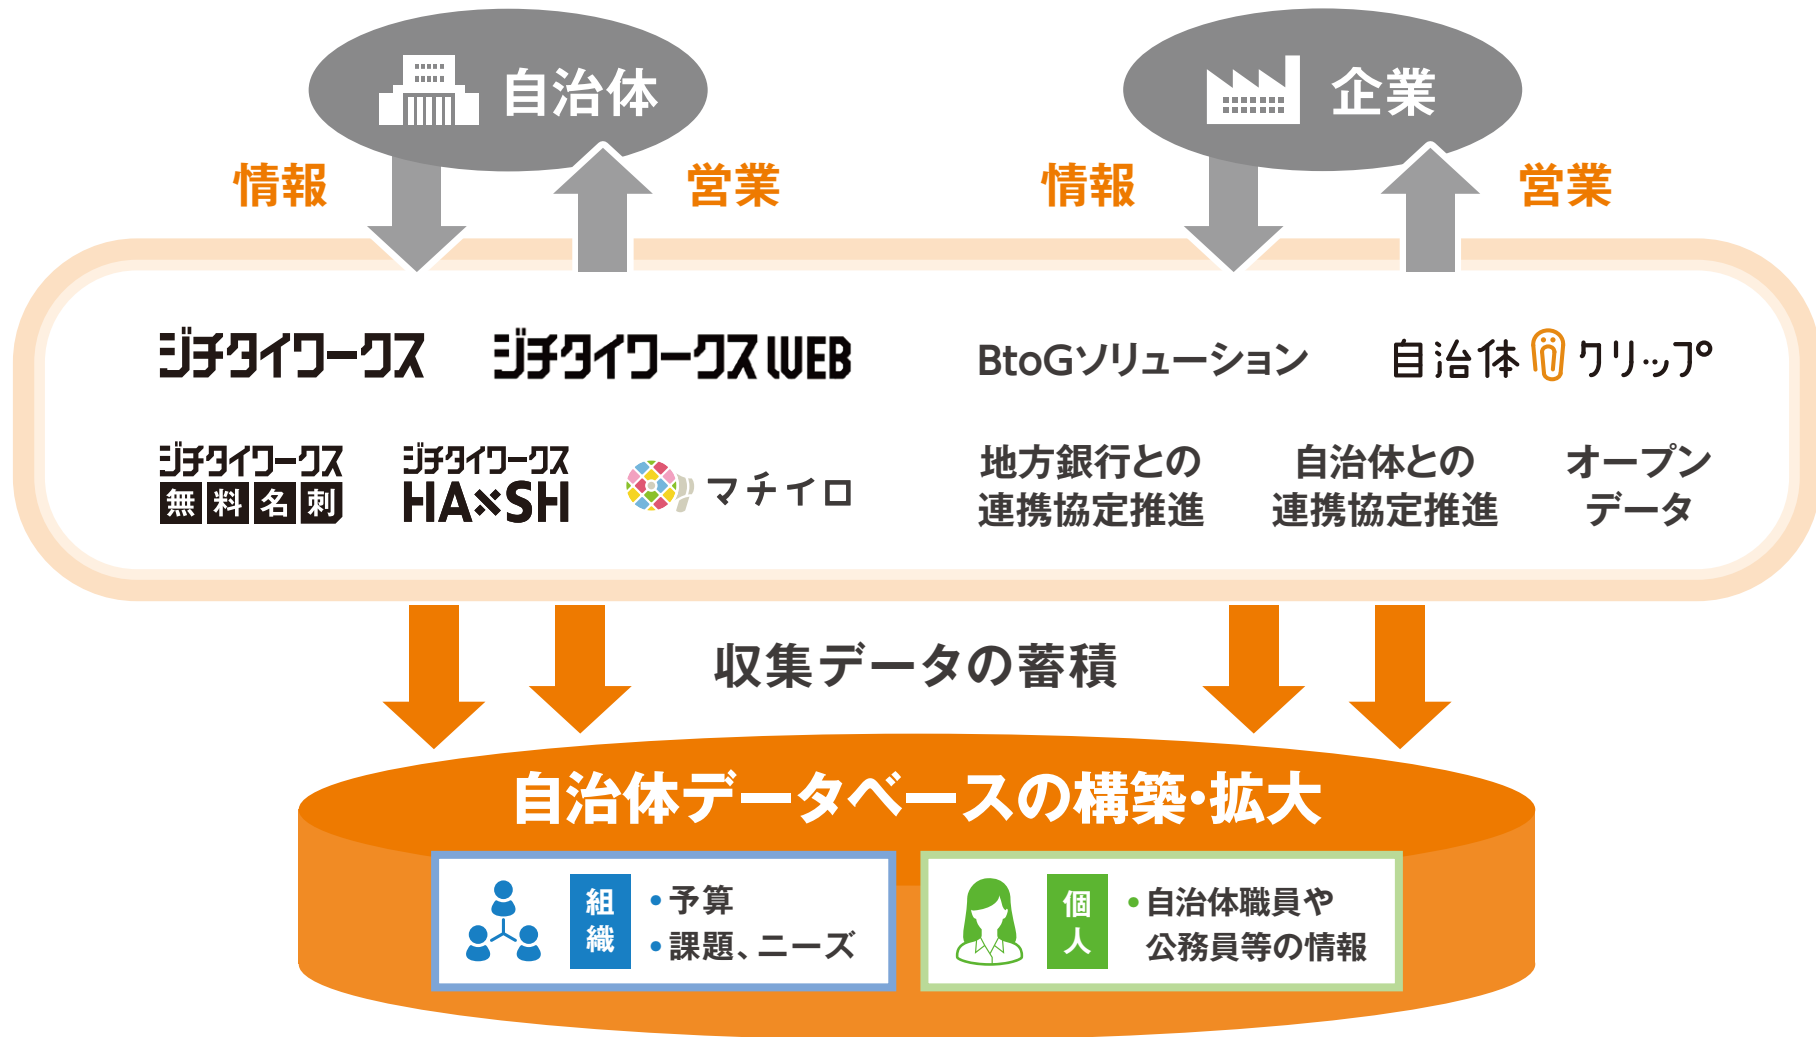 自治体
企業
情報
営業
情報
営業
ジチタイワークス
ジチタイワークス WEB
BtoGソリューション
自治体クリップ
ジチタイワークス
無料名刺
ジチタイワークス
HA×SH
マチイロ
地方銀行との
連携協定推進
自治体との
連携協定推進
オープン
データ
収集データの蓄積
自治体データベースの構築・拡大
組織
・予算
・課題、ニーズ
個人
・自治体職員や
公務員等の情報